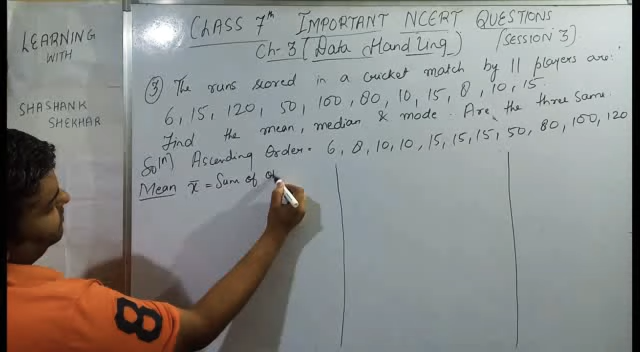 LEARNING
WITH
SHASHANK
SHEKHAR
CLASS 7th IMPORTANT NCERT QUESTIONS
Ch-3 (Data Handling) (SESSION 3)
③ The runs scored in a cricket match by 11 players are:
6, 15, 120, 50, 100, 80, 10, 15, 8, 10, 15.
Find the mean, median & mode. Are the three same.
Soln) Ascending Order = 6, 8, 10, 10, 15, 15, 15, 50, 80, 100, 120
Mean x̄ = Sum of
8